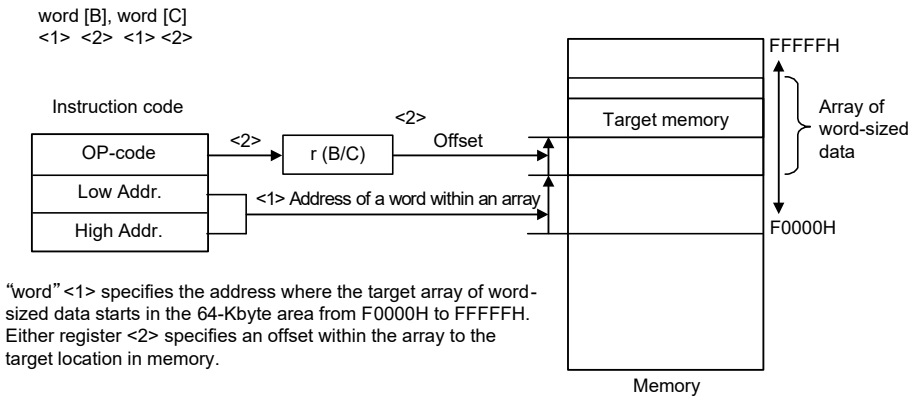 word [B], word [C]
<1> <2> <1> <2>
Instruction code
OP-code
Low Addr.
High Addr.
<2>
r (B/C)
<2>
Offset
<1> Address of a word within an array
FFFFFH
Target memory
Array of
word-sized
data
F0000H
Memory
“word” <1> specifies the address where the target array of word-
sized data starts in the 64-Kbyte area from F0000H to FFFFFH.
Either register <2> specifies an offset within the array to the
target location in memory.